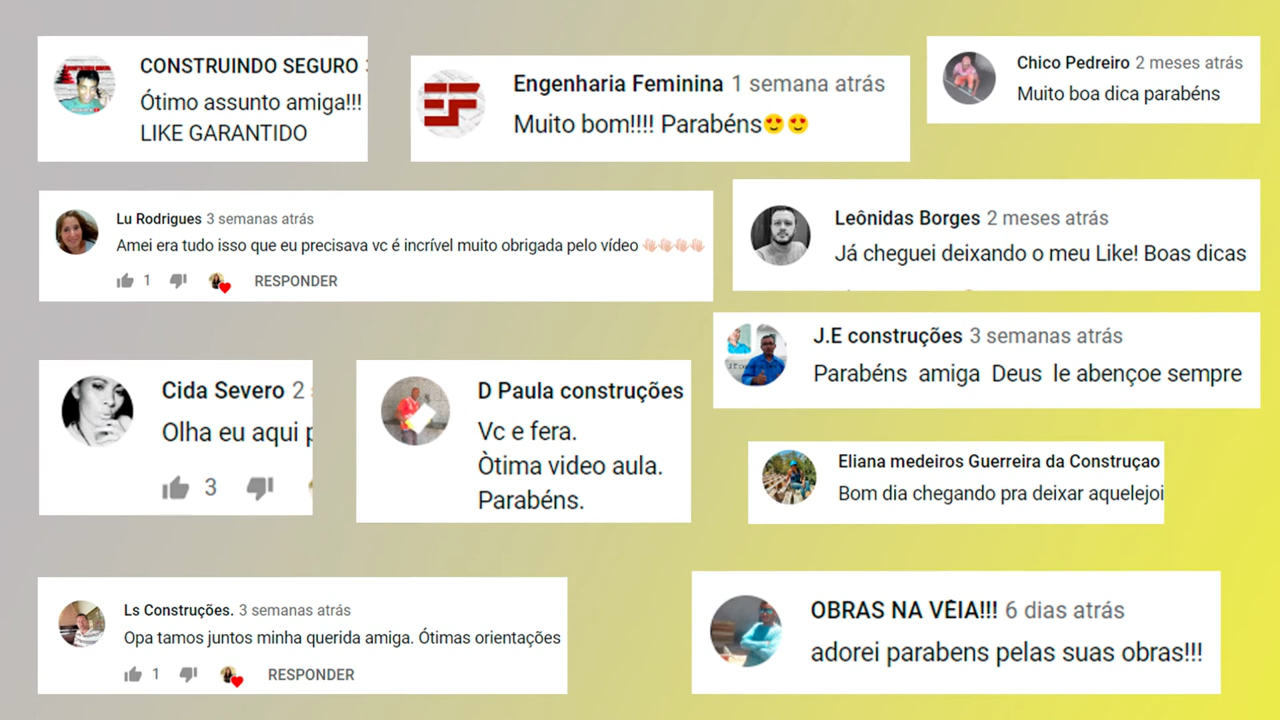 CONSTRUINDO SEGURO
Ótimo assunto amiga!!!
LIKE GARANTIDO
Engenharia Feminina 1 semana atrás
Muito bom!!!! Parabéns😍😍
Chico Pedreiro 2 meses atrás
Muito boa dica parabéns
Lu Rodrigues 3 semanas atrás
Amei era tudo isso que eu precisava vc é incrível muito obrigada pelo vídeo 👏🏻👏🏻👏🏻👏🏻
1 RESPONDER
Leônidas Borges 2 meses atrás
Já cheguei deixando o meu Like! Boas dicas
J.E construções 3 semanas atrás
Parabéns amiga Deus le abençoe sempre
Cida Severo 2
Olha eu aqui
3
D Paula construções
Vc e fera.
Òtima video aula.
Parabéns.
Eliana medeiros Guerreira da Construçao
Bom dia chegando pra deixar aquelejoi
Ls Construções. 3 semanas atrás
Opa tamos juntos minha querida amiga. Ótimas orientações
1 RESPONDER
OBRAS NA VÉIA!!! 6 dias atrás
adorei parabens pelas suas obras!!!